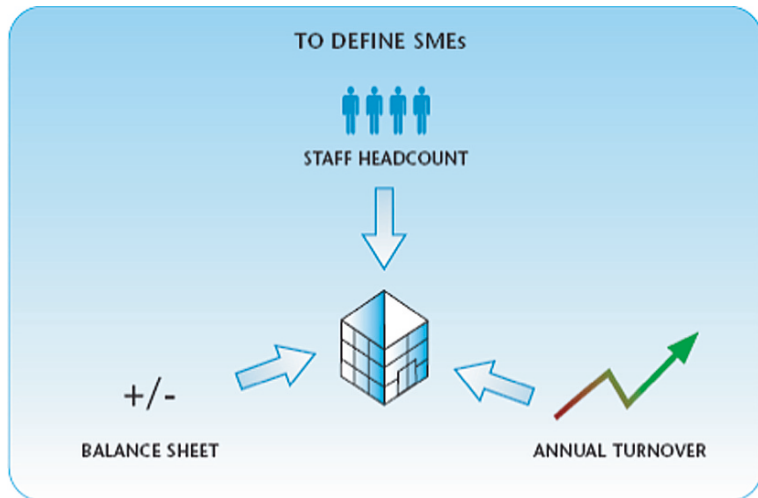 TO DEFINE SMEs
STAFF HEADCOUNT
+/-
BALANCE SHEET
ANNUAL TURNOVER